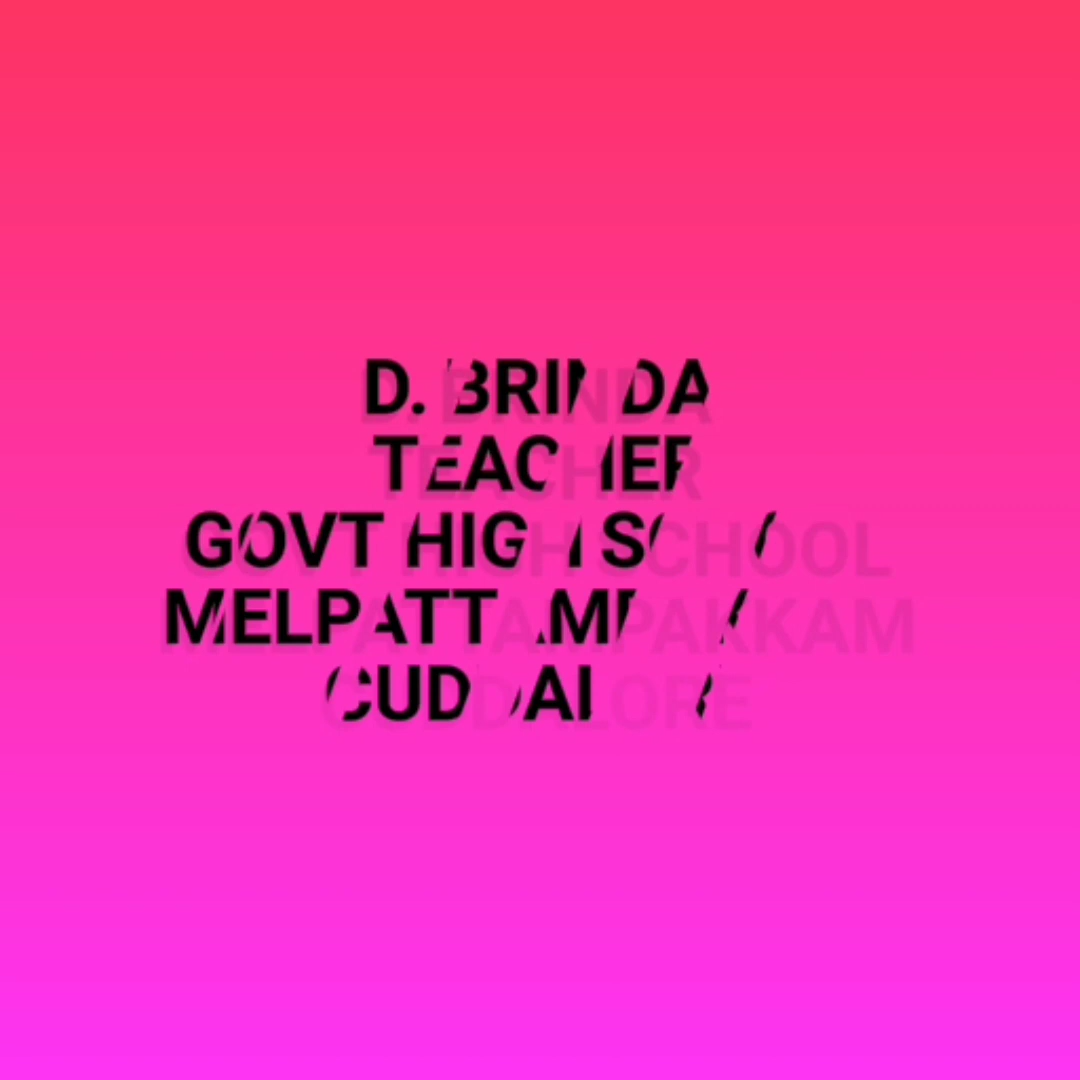 D. BRINDA
TEACHER
GOVT HIGH SCHOOL
MELPATTAMPAKKAM
CUDDALORE